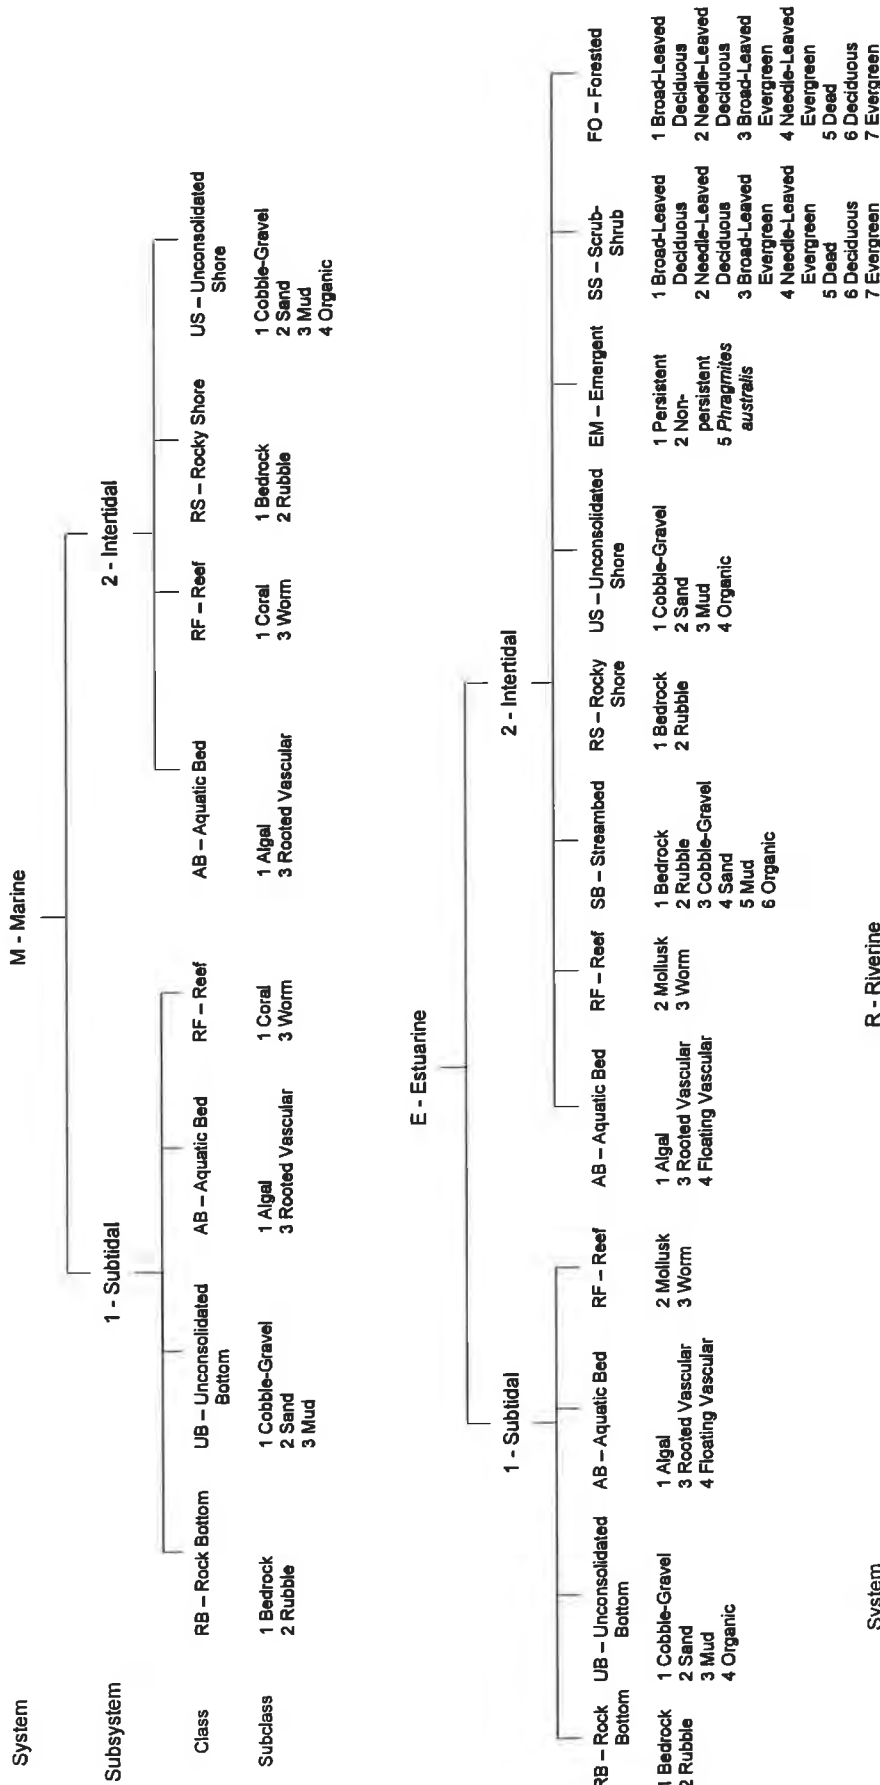 System
M - Marine
Subsystem
1 - Subtidal
2 - Intertidal
Class
RB – Rock Bottom
UB – Unconsolidated
Bottom
AB – Aquatic Bed
RF – Reef
AB – Aquatic Bed
RF – Reef
RS – Rocky Shore
US – Unconsolidated
Shore
Subclass
1 Bedrock
2 Rubble
1 Cobble-Gravel
2 Sand
3 Mud
1 Algal
3 Rooted Vascular
1 Coral
3 Worm
1 Algal
3 Rooted Vascular
1 Coral
3 Worm
1 Bedrock
2 Rubble
1 Cobble-Gravel
2 Sand
3 Mud
4 Organic
E - Estuarine
1 - Subtidal
2 - Intertidal
RB – Rock
Bottom
UB – Unconsolidated
Bottom
AB – Aquatic Bed
RF – Reef
AB – Aquatic Bed
RF – Reef
SB – Streambed
RS – Rocky
Shore
US – Unconsolidated
Shore
EM – Emergent
SS – Scrub-
Shrub
FO – Forested
1 Bedrock
2 Rubble
1 Cobble-Gravel
2 Sand
3 Mud
4 Organic
1 Algal
3 Rooted Vascular
4 Floating Vascular
2 Mollusk
3 Worm
1 Algal
3 Rooted Vascular
4 Floating Vascular
2 Mollusk
3 Worm
1 Bedrock
2 Rubble
3 Cobble-Gravel
4 Sand
5 Mud
6 Organic
1 Bedrock
2 Rubble
1 Cobble-Gravel
2 Sand
3 Mud
4 Organic
1 Persistent
2 Non-
persistent
5 Phragmites
australis
1 Broad-Leaved
Deciduous
2 Needle-Leaved
Deciduous
3 Broad-Leaved
Evergreen
4 Needle-Leaved
Evergreen
5 Dead
6 Deciduous
7 Evergreen
1 Broad-Leaved
Deciduous
2 Needle-Leaved
Deciduous
3 Broad-Leaved
Evergreen
4 Needle-Leaved
Evergreen
5 Dead
6 Deciduous
7 Evergreen
System
R - Riverine